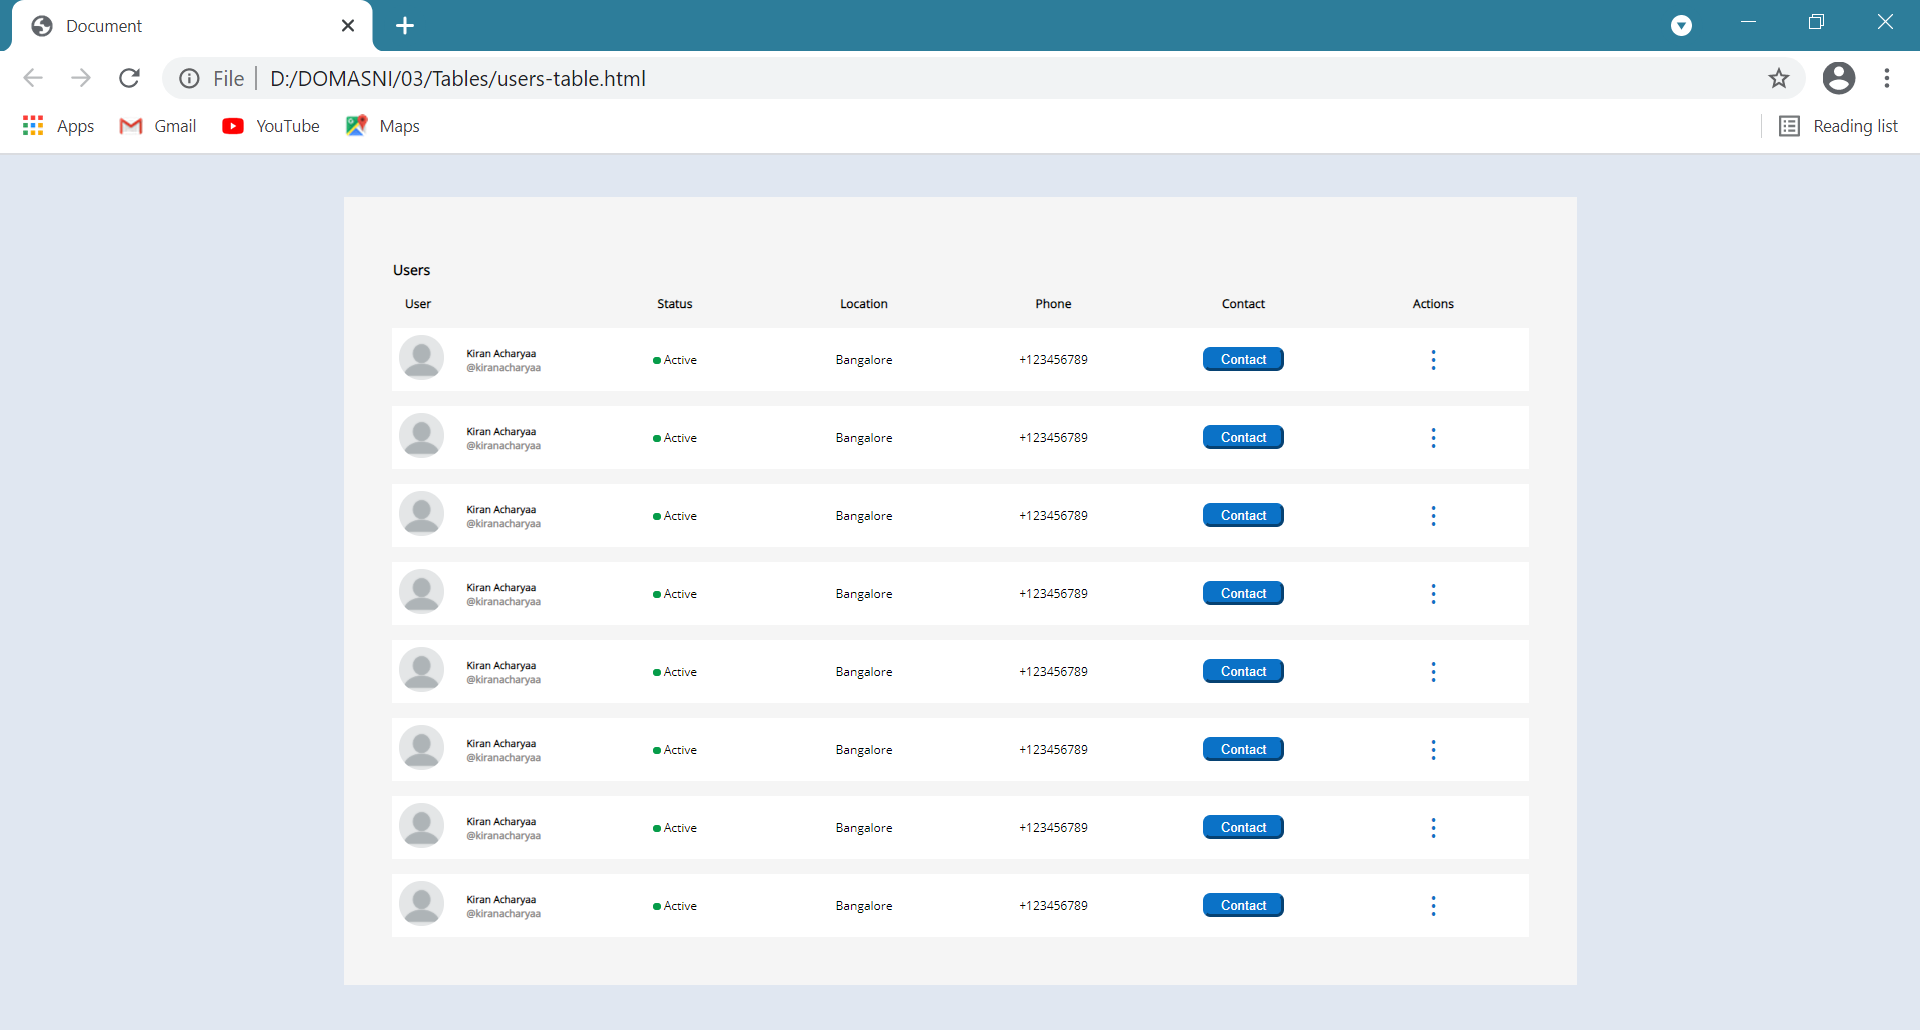 Document
File D:/DOMASNI/03/Tables/users-table.html
Apps Gmail YouTube Maps Reading list
Users
User Status Location Phone Contact Actions
Kiran Acharyaa
@kiranacharyaa
Active Bangalore +123456789 Contact
Kiran Acharyaa
@kiranacharyaa
Active Bangalore +123456789 Contact
Kiran Acharyaa
@kiranacharyaa
Active Bangalore +123456789 Contact
Kiran Acharyaa
@kiranacharyaa
Active Bangalore +123456789 Contact
Kiran Acharyaa
@kiranacharyaa
Active Bangalore +123456789 Contact
Kiran Acharyaa
@kiranacharyaa
Active Bangalore +123456789 Contact
Kiran Acharyaa
@kiranacharyaa
Active Bangalore +123456789 Contact
Kiran Acharyaa
@kiranacharyaa
Active Bangalore +123456789 Contact